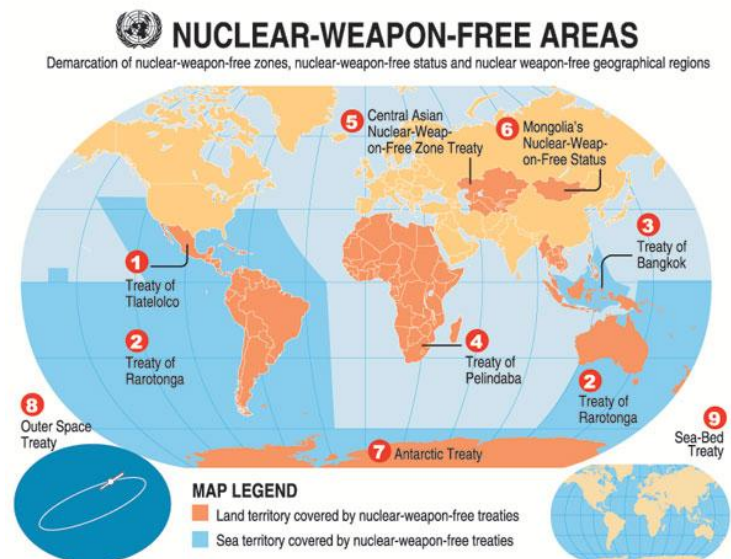 NUCLEAR-WEAPON-FREE AREAS
Demarcation of nuclear-weapon-free zones, nuclear-weapon-free status and nuclear weapon-free geographical regions
5
Central Asian
Nuclear-Weap-
on-Free Zone Treaty
6
Mongolia's
Nuclear-Weap-
on-Free Status
3
Treaty of
Bangkok
1
Treaty of
Tlatelolco
2
Treaty of
Rarotonga
4
Treaty of
Pelindaba
2
Treaty of
Rarotonga
8
Outer Space
Treaty
9
Sea-Bed
Treaty
7 Antarctic Treaty
MAP LEGEND
Land territory covered by nuclear-weapon-free treaties
Sea territory covered by nuclear-weapon-free treaties